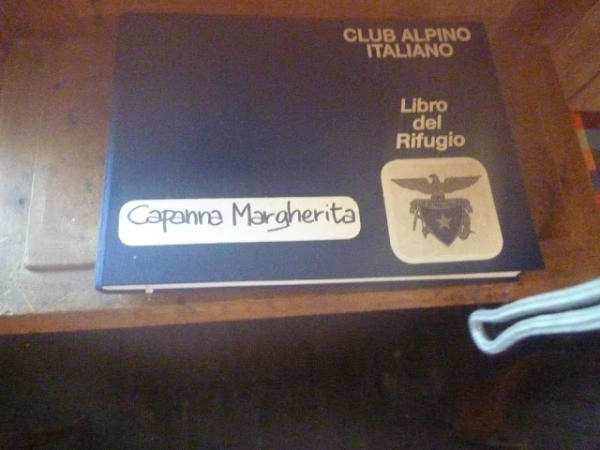 CLUB ALPINO
ITALIANO
Libro
del
Rifugio
Capanna Margherita